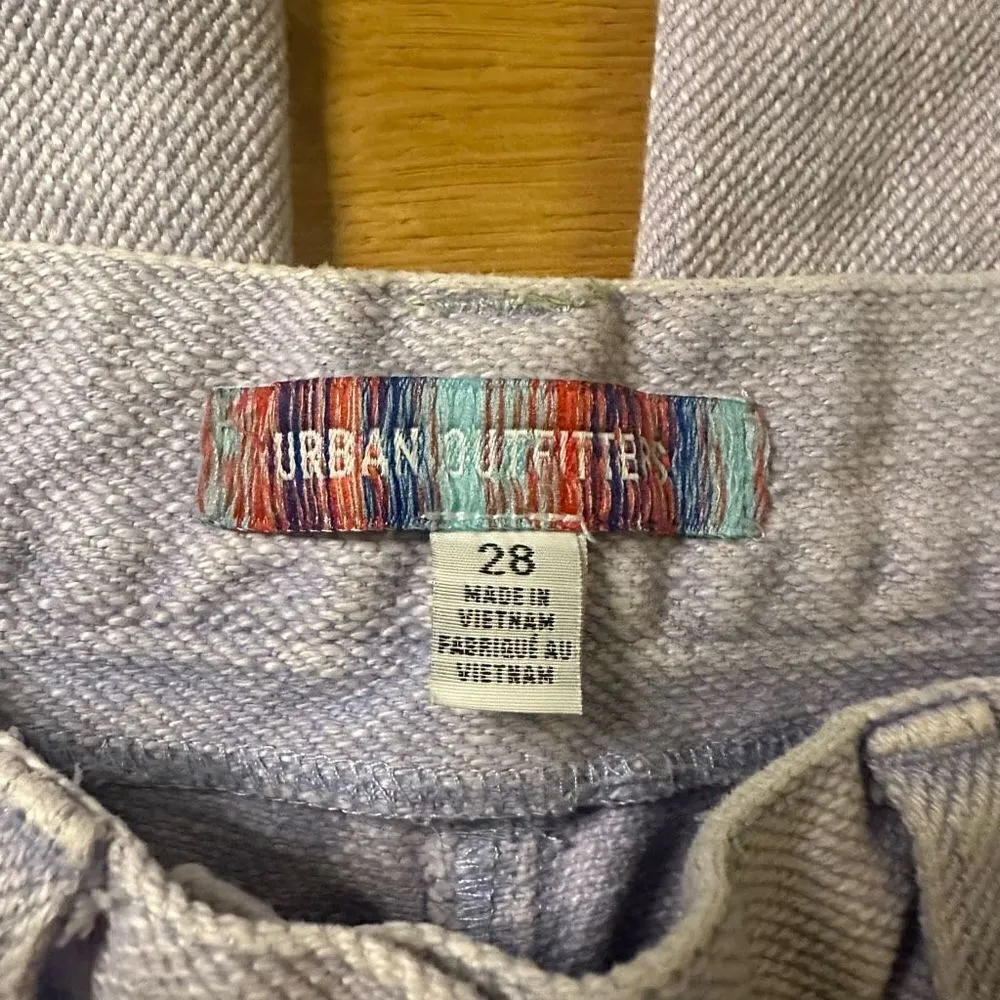 URBAN OUTFITTERS
28
MADE IN
VIETNAM
FABRIQUÉ AU
VIETNAM